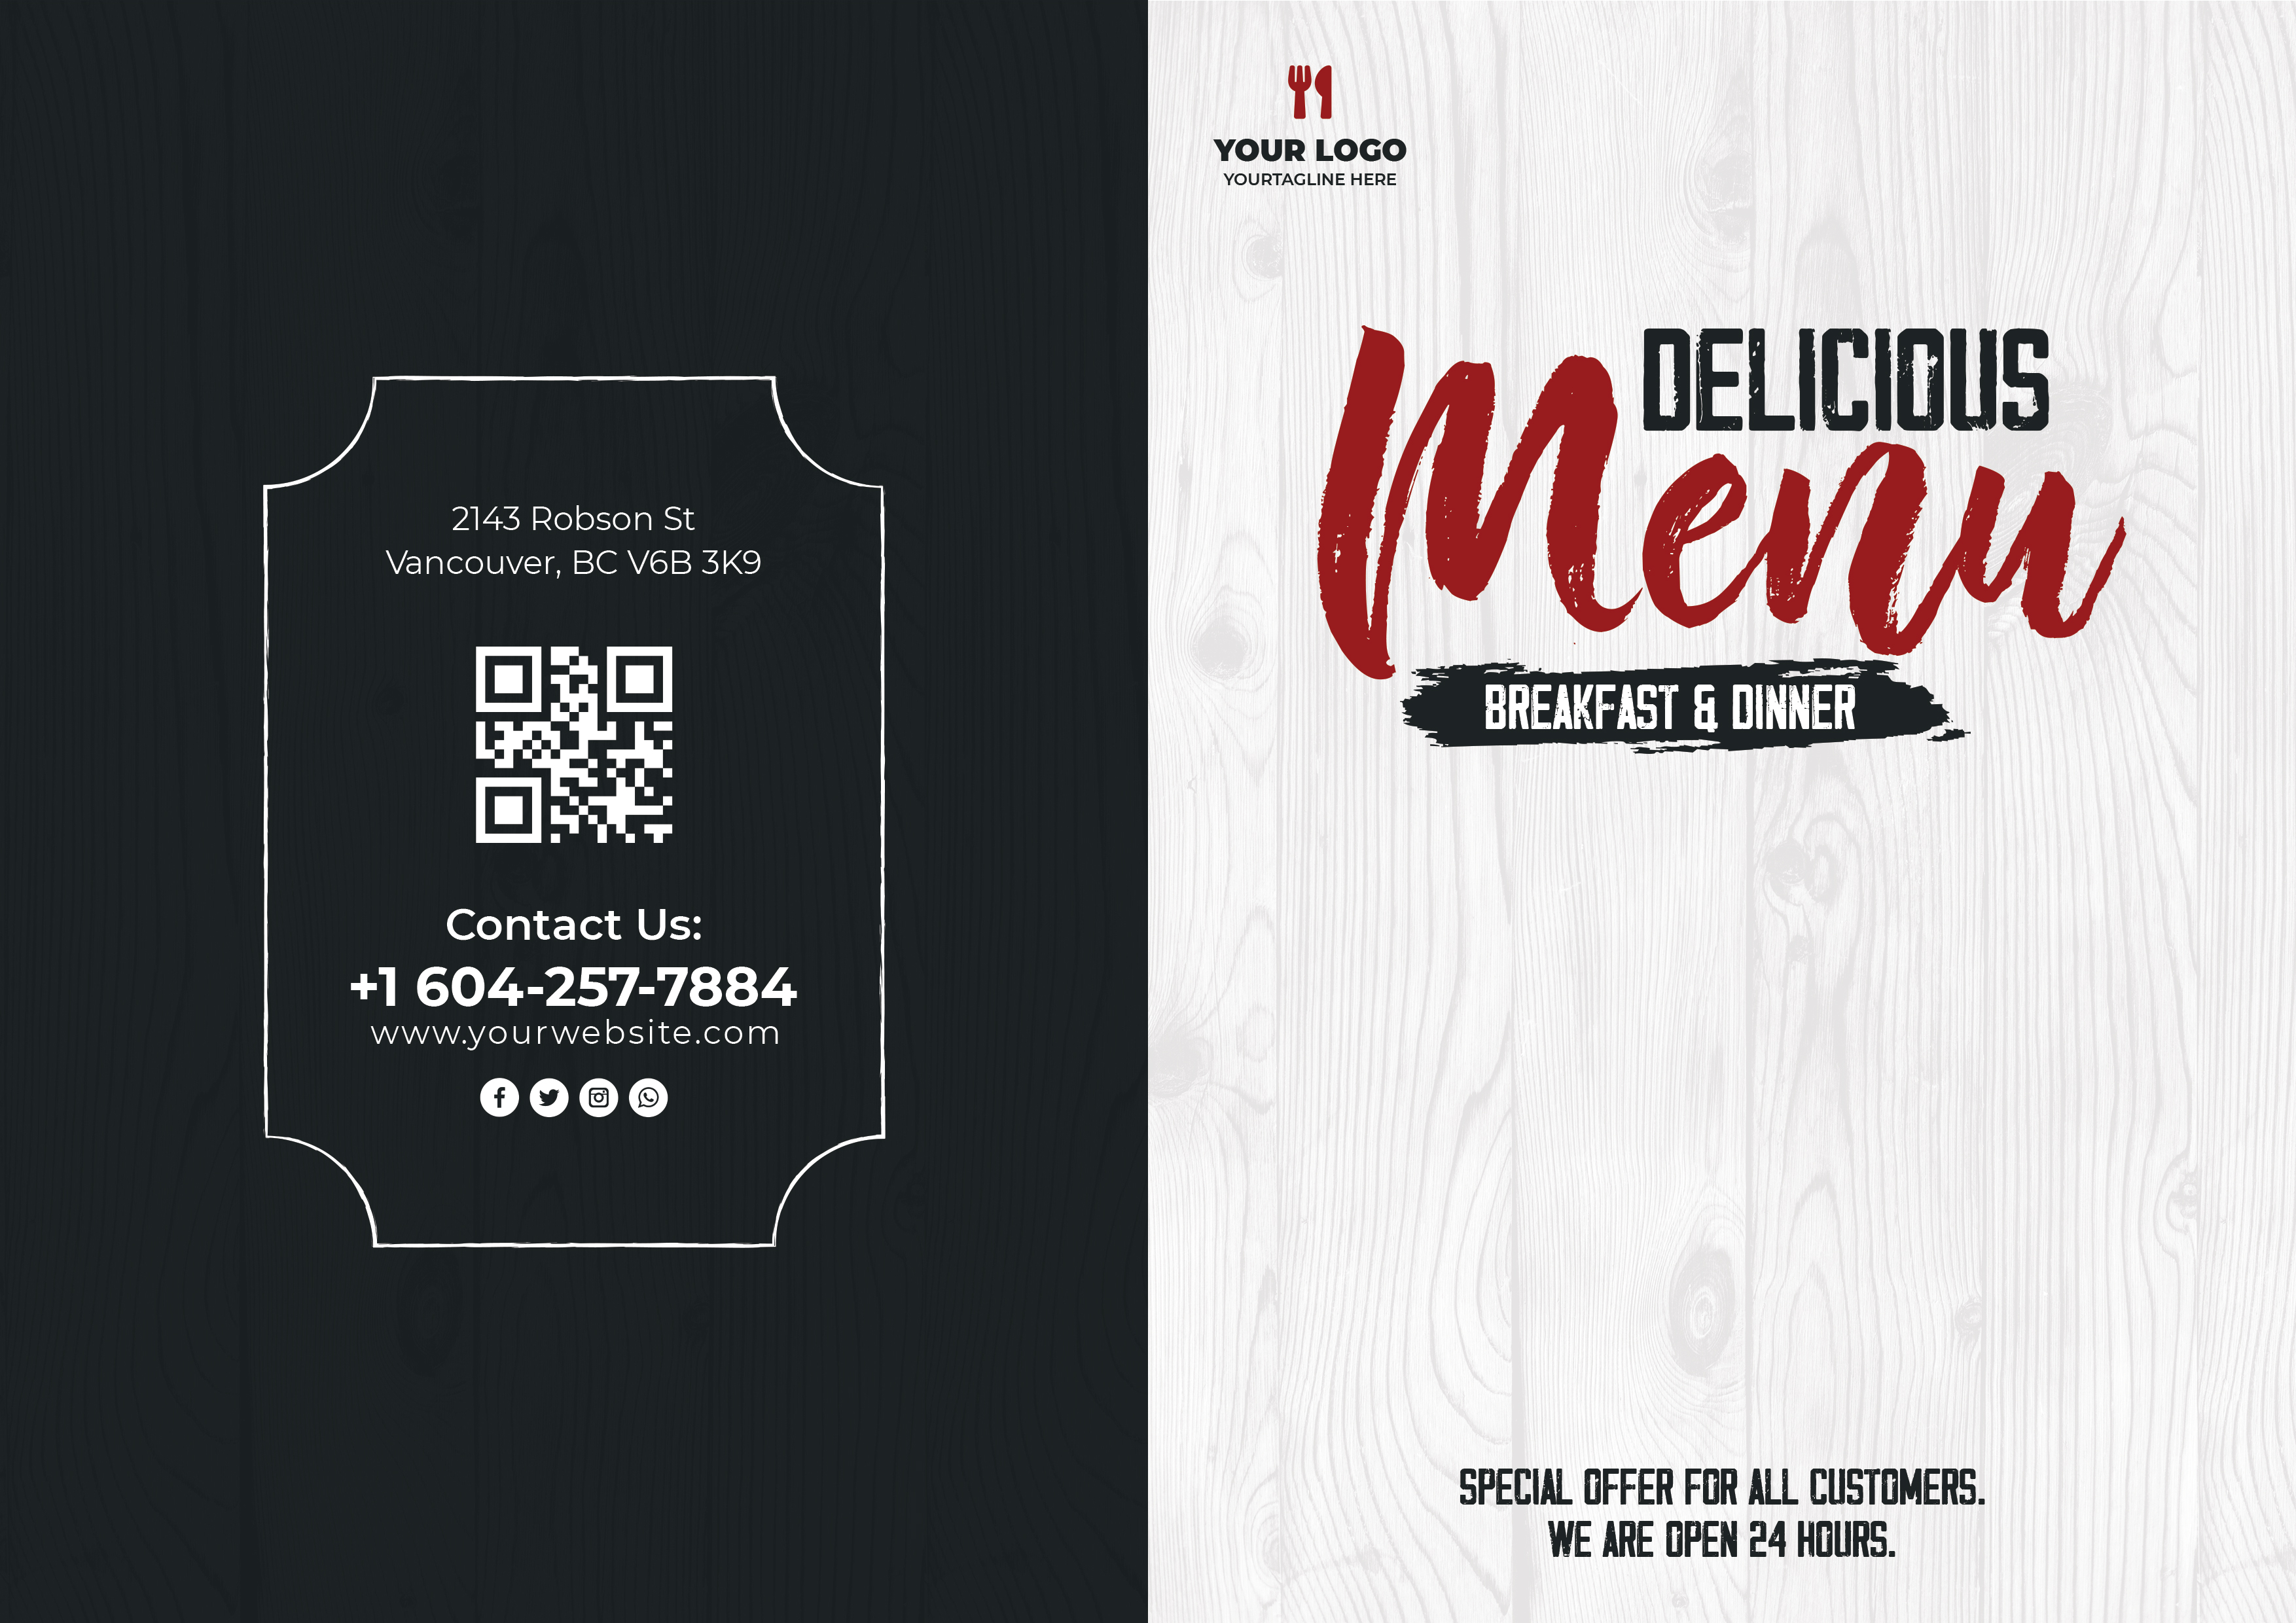 2143 Robson St
Vancouver, BC V6B 3K9
Contact Us:
+1 604-257-7884
www.yourwebsite.com
YOUR LOGO
YOURTAGLINE HERE
DELICIOUS
Menu
BREAKFAST & DINNER
SPECIAL OFFER FOR ALL CUSTOMERS.
WE ARE OPEN 24 HOURS.